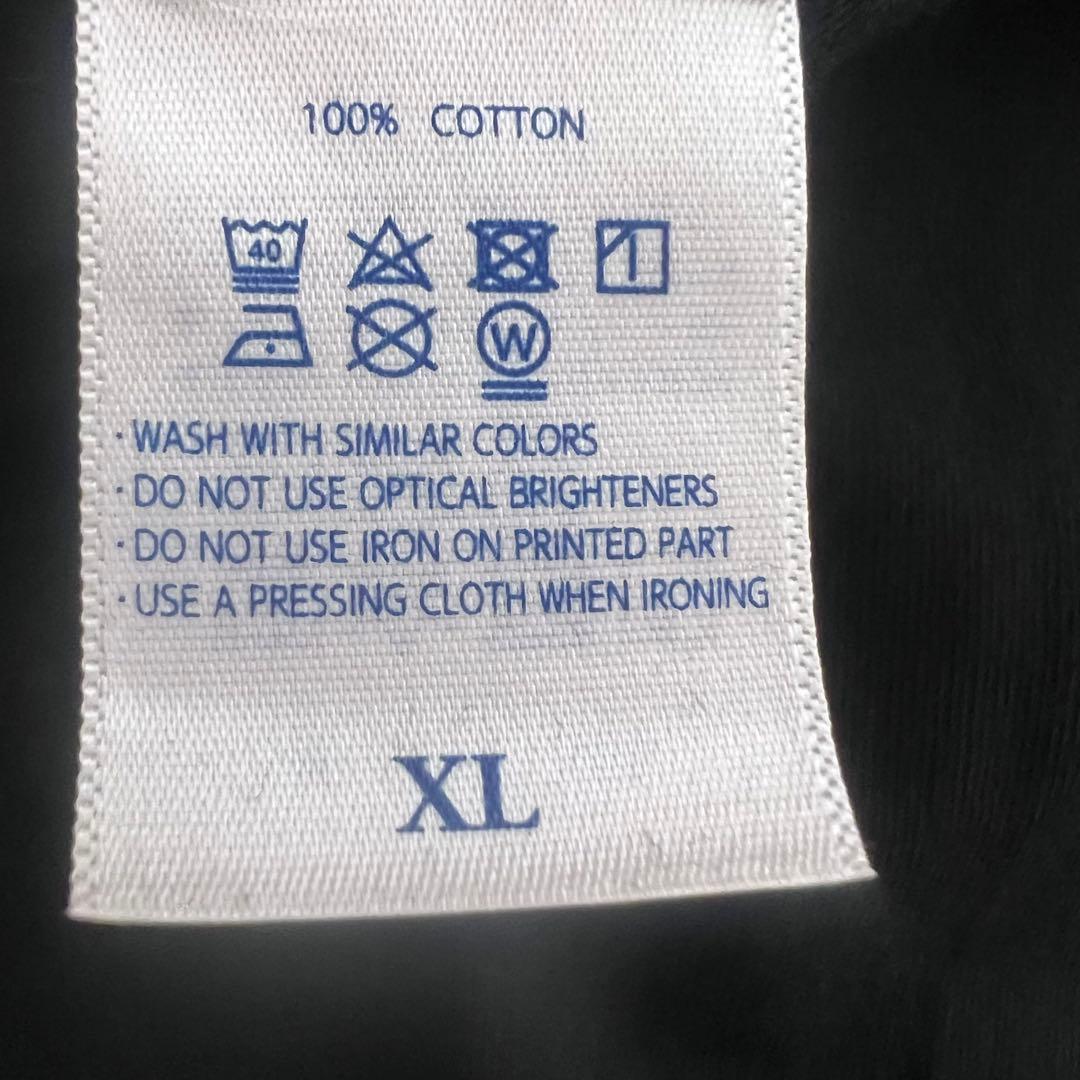 100% COTTON
40
W
· WASH WITH SIMILAR COLORS
· DO NOT USE OPTICAL BRIGHTENERS
· DO NOT USE IRON ON PRINTED PART
· USE A PRESSING CLOTH WHEN IRONING
XL